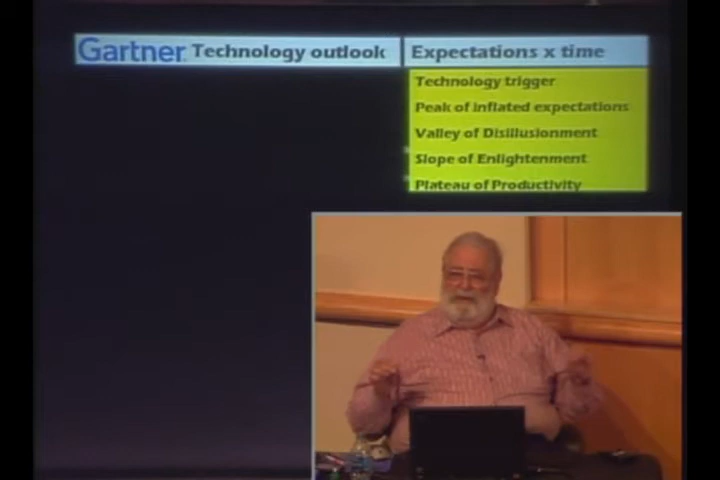 Gartner Technology outlook
Expectations x time
Technology trigger
Peak of inflated expectations
Valley of Disillusionment
Slope of Enlightenment
Plateau of Productivity